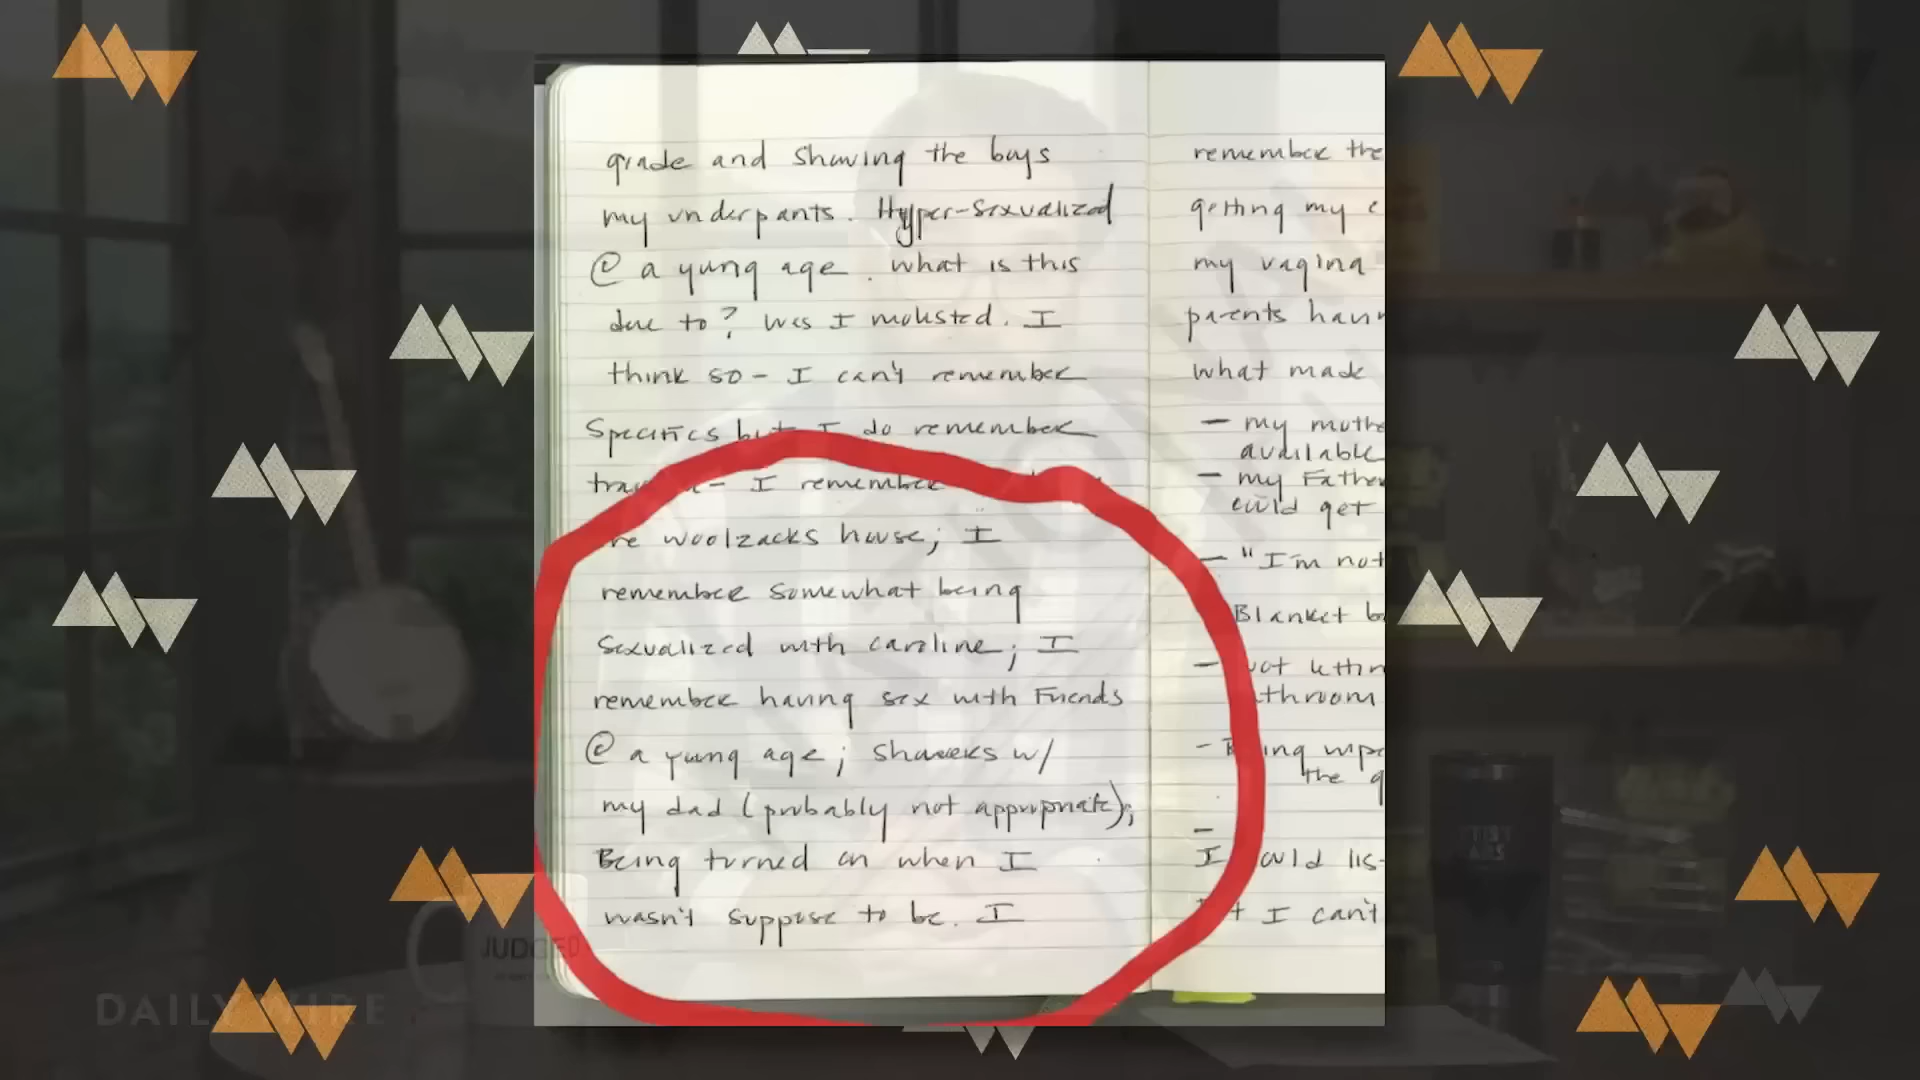 grade and showing the boys
my underpants. Hyper-sexualized
@ a yung age. what is this
due to? Was I molested. I
think so - I can't remember
specifics but I do remember
I remember
woolzacks house; I
remember somewhat being
sexualized with caroline; I
remember having sex with Friends
@ a yung age; showers w/
my dad (probably not appropriate);
Being turned on when I
wasn't suppose to be. I
remember the
getting my
my vagina
parents
what made
- my
available
- my Father
could get
- "I'm not
Blanket
the
I
I can't
JUDGED
DAILY WIRE